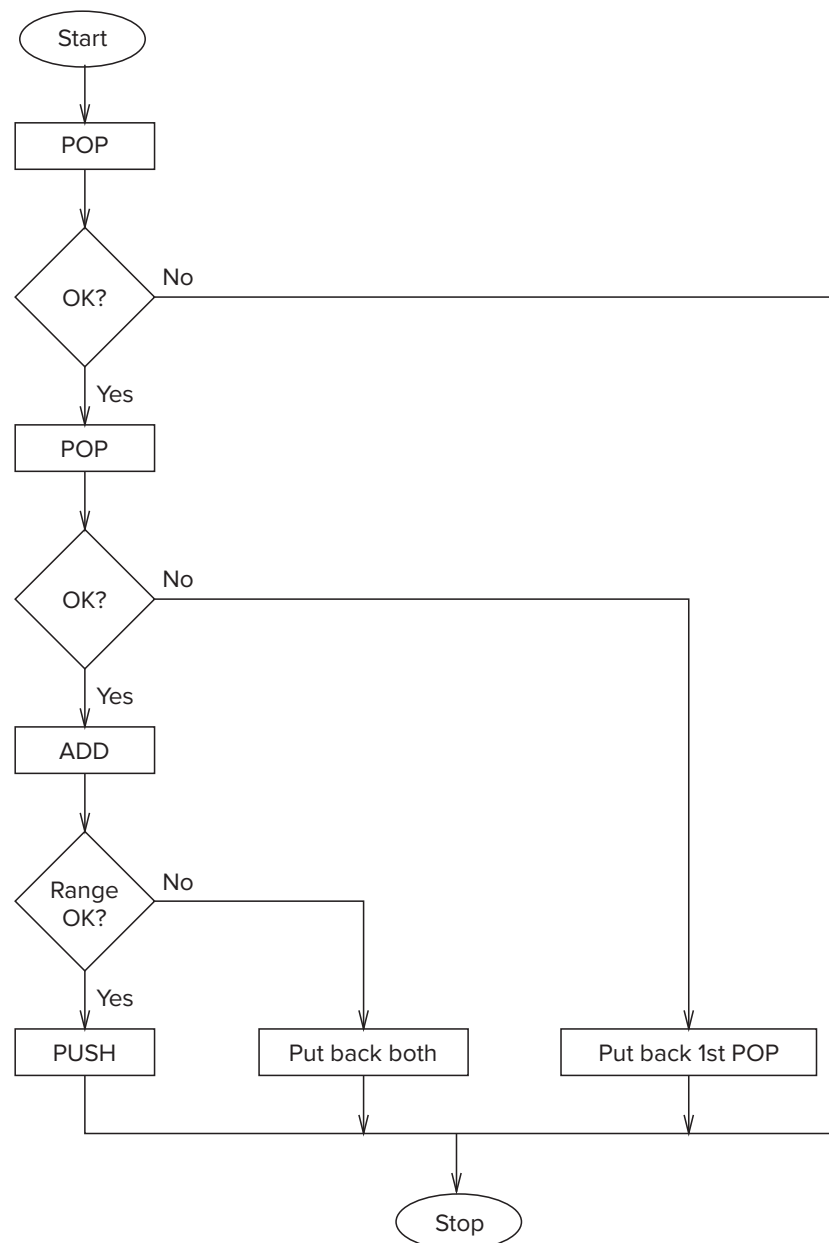 Start
POP
OK?
No
Yes
POP
OK?
No
Yes
ADD
Range
OK?
No
Yes
PUSH
Put back both
Put back 1st POP
Stop